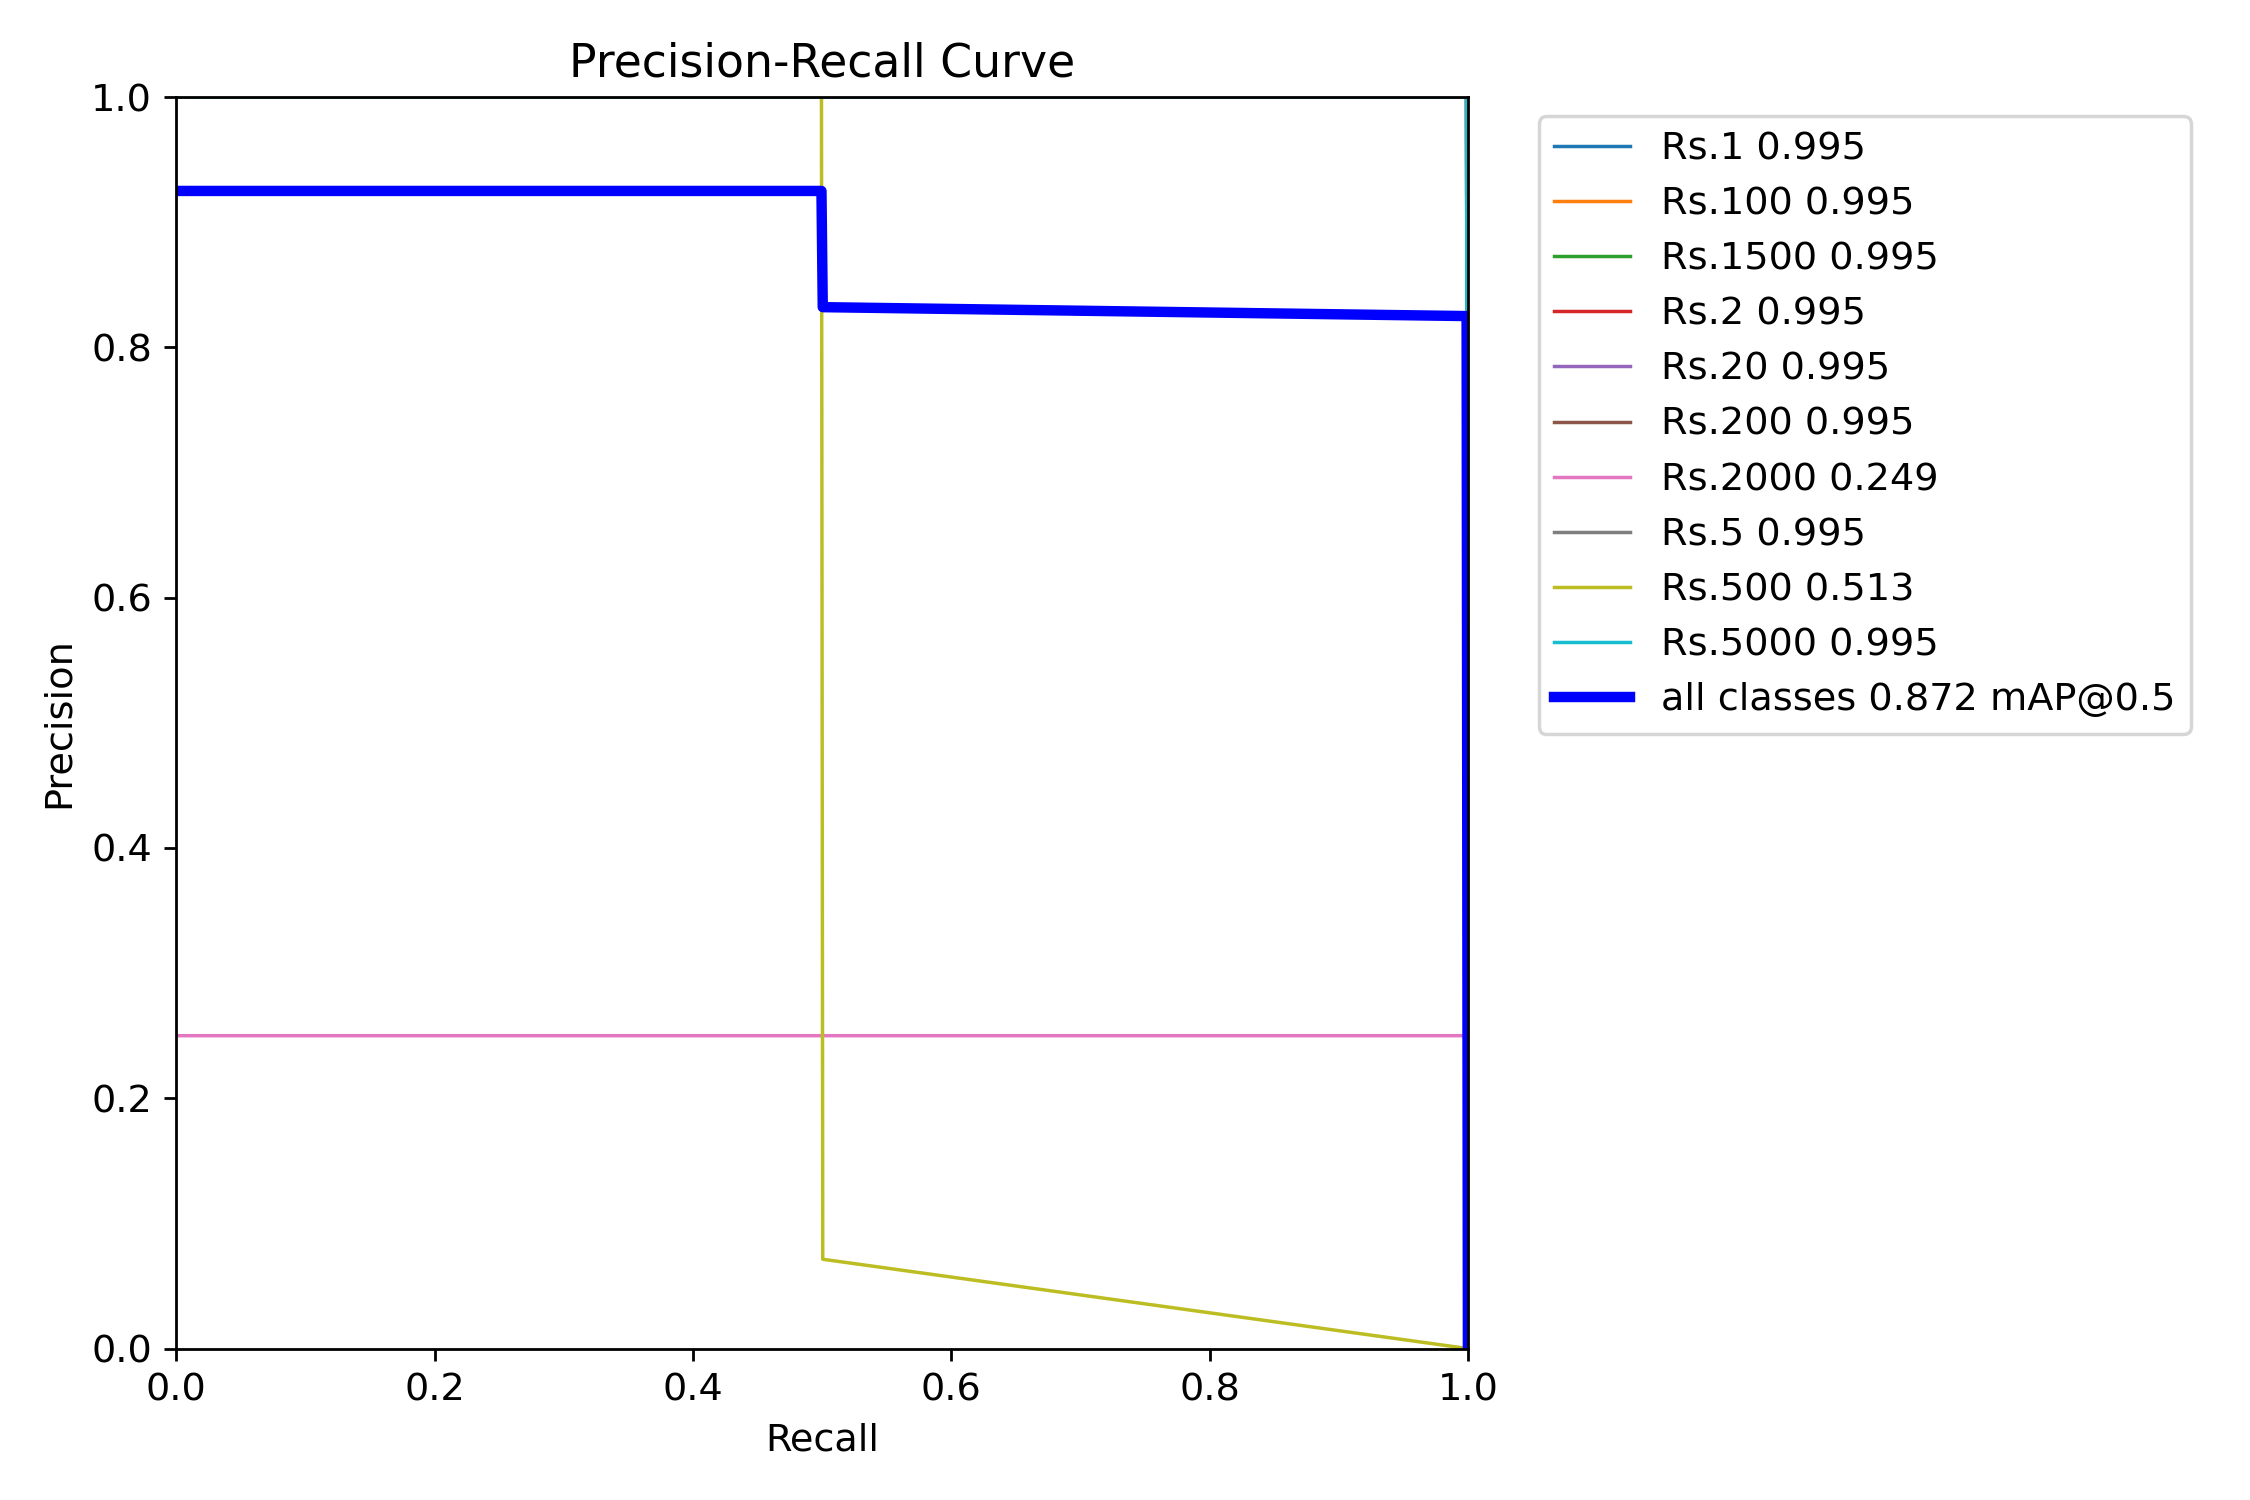 Precision-Recall Curve
1.0
0.8
0.6
0.4
0.2
0.0
Precision
0.0 0.2 0.4 0.6 0.8 1.0
Recall
Rs.1 0.995
Rs.100 0.995
Rs.1500 0.995
Rs.2 0.995
Rs.20 0.995
Rs.200 0.995
Rs.2000 0.249
Rs.5 0.995
Rs.500 0.513
Rs.5000 0.995
all classes 0.872 mAP@0.5